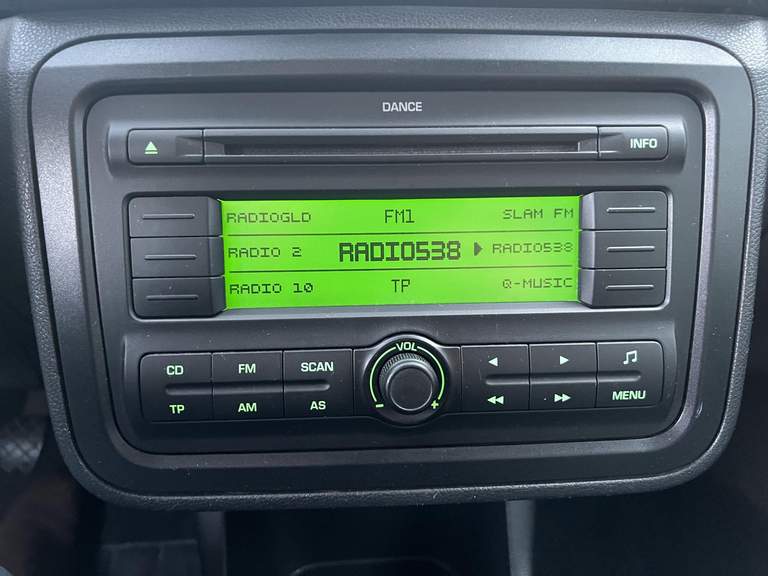 DANCE
INFO
RADIOGLD FM1 SLAM FM
RADIO 2 RADIO538 RADIO538
RADIO 10 TP Q-MUSIC
CD FM SCAN VOL
TP AM AS - + MENU